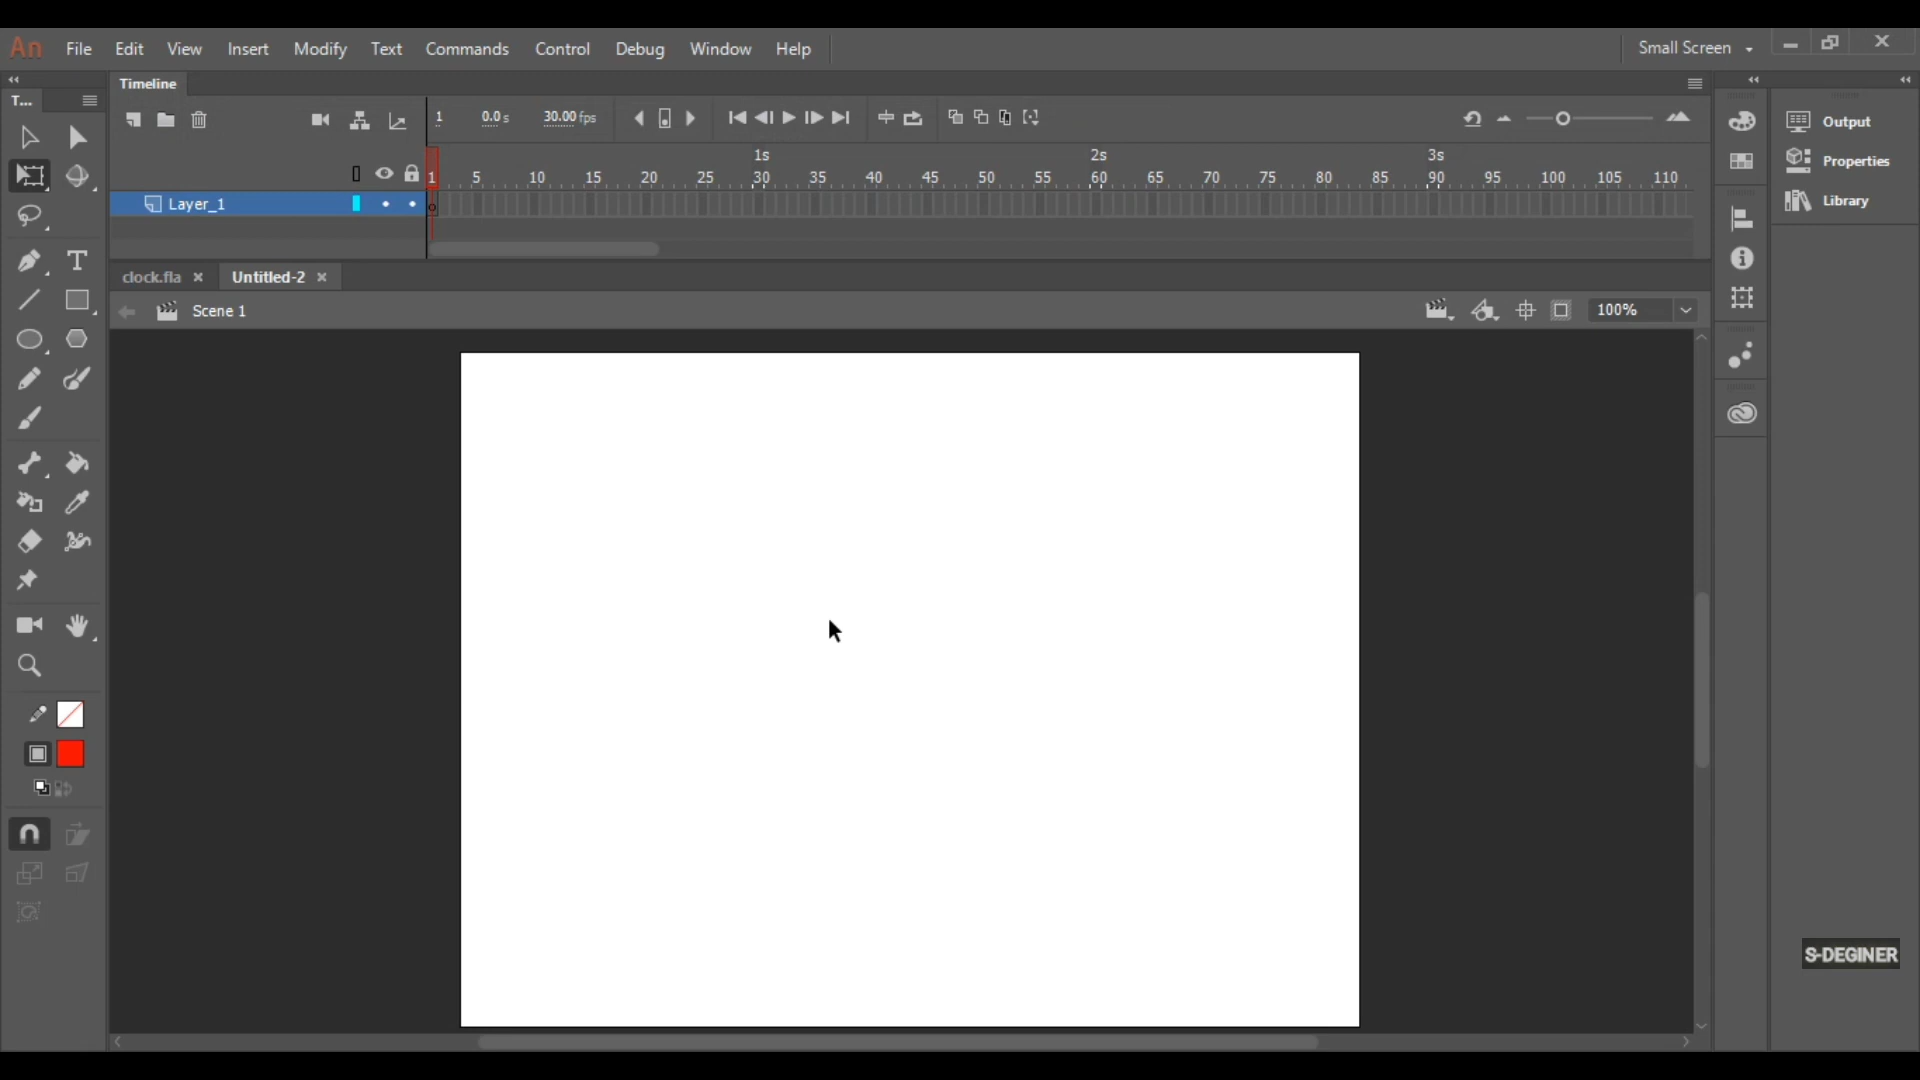 An File Edit View Insert Modify Text Commands Control Debug Window Help Small Screen
T... Timeline
1 0.0 s 30.00 fps
1s 2s 3s
1 5 10 15 20 25 30 35 40 45 50 55 60 65 70 75 80 85 90 95 100 105 110
Layer_1
clock.fla Untitled-2
Scene 1 100%
Output
Properties
Library
T
S-DEGINER